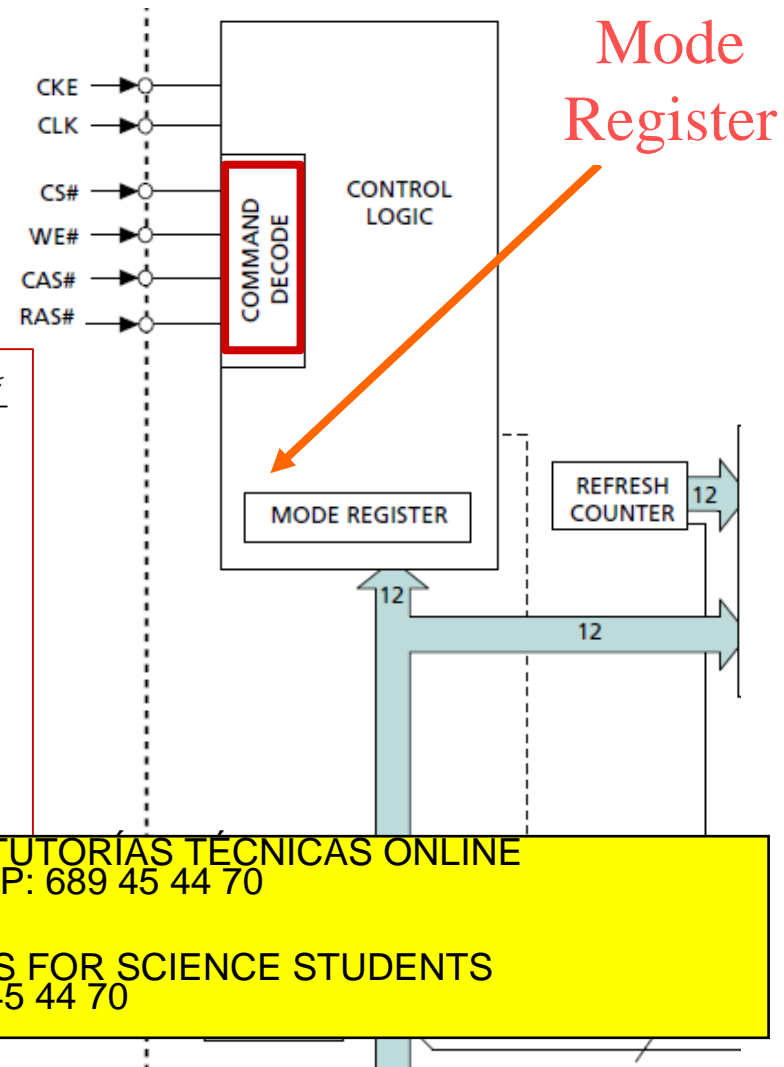 Mode
Register
CKE
CLK
CS#
WE#
CAS#
RAS#
COMMAND
DECODE
CONTROL
LOGIC
MODE REGISTER
REFRESH
COUNTER
12
12
12
TUTORÍAS TÉCNICAS ONLINE
P: 689 45 44 70
S FOR SCIENCE STUDENTS
45 44 70